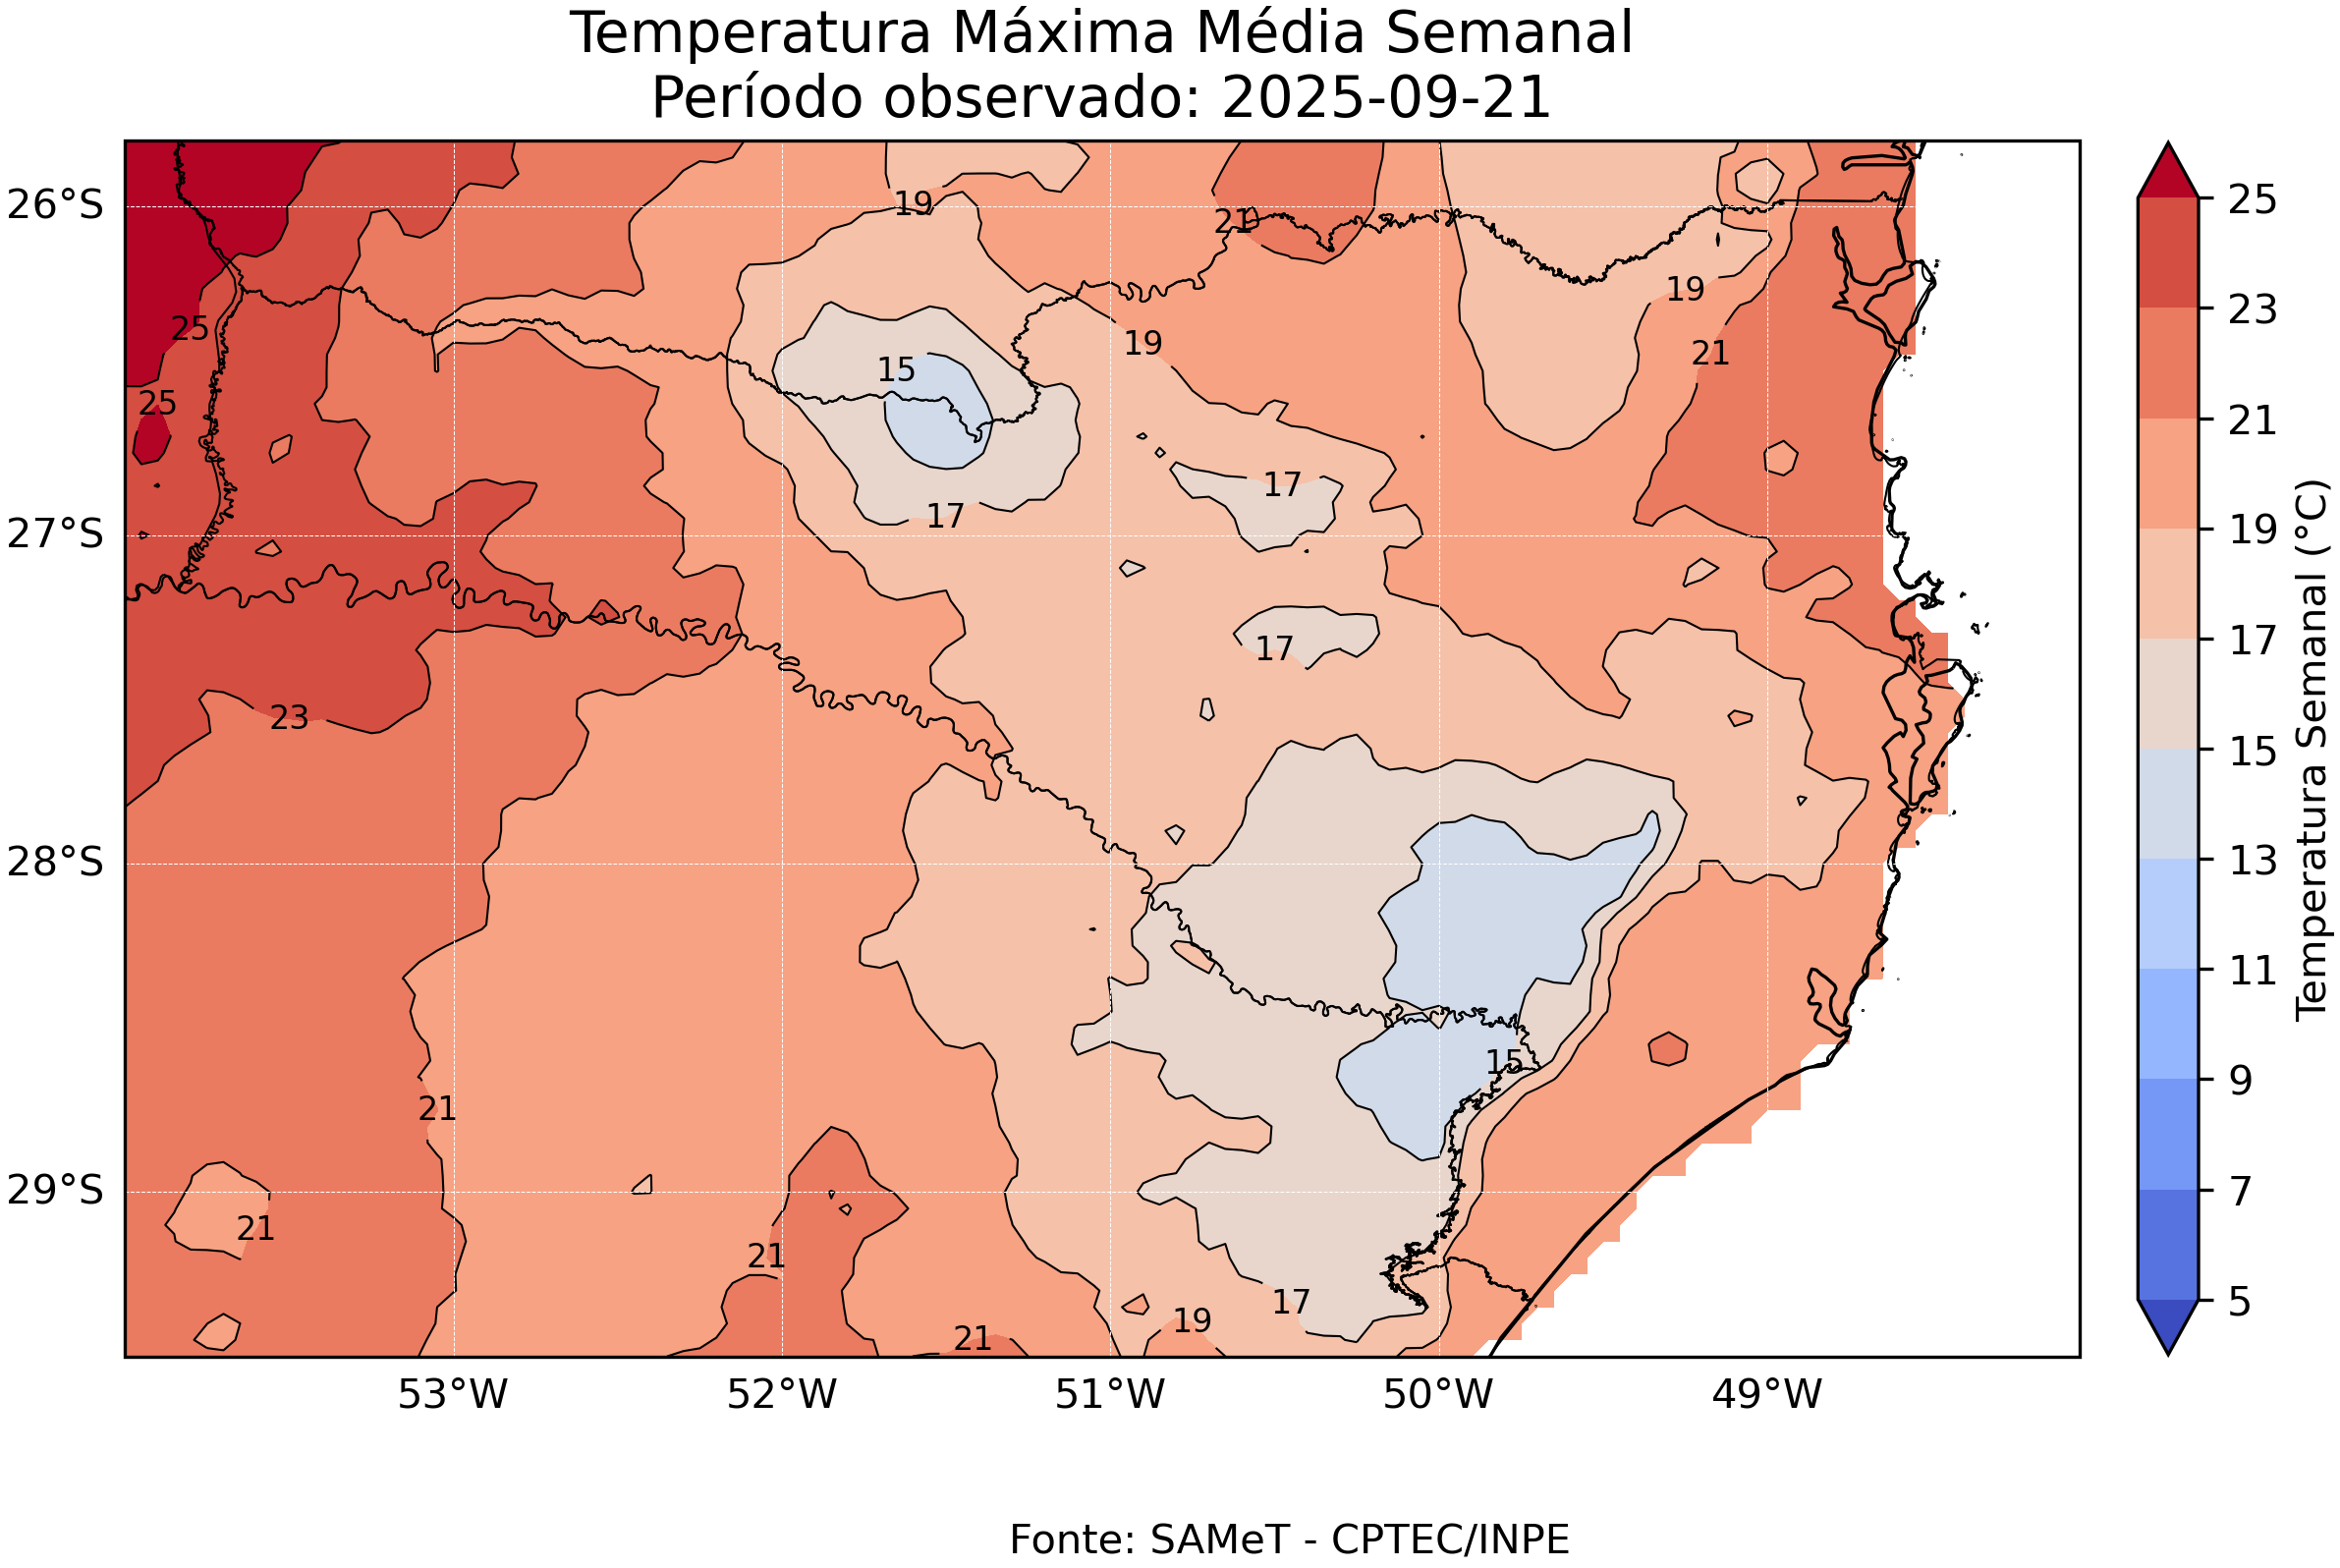 Temperatura Máxima Média Semanal
Período observado: 2025-09-21
26°S
27°S
28°S
29°S
53°W
52°W
51°W
50°W
49°W
19
21
19
21
19
25
15
25
17
17
17
23
15
21
21
21
17
19
21
25
23
21
19
17
15
13
11
9
7
5
Temperatura Semanal (°C)
Fonte: SAMeT - CPTEC/INPE